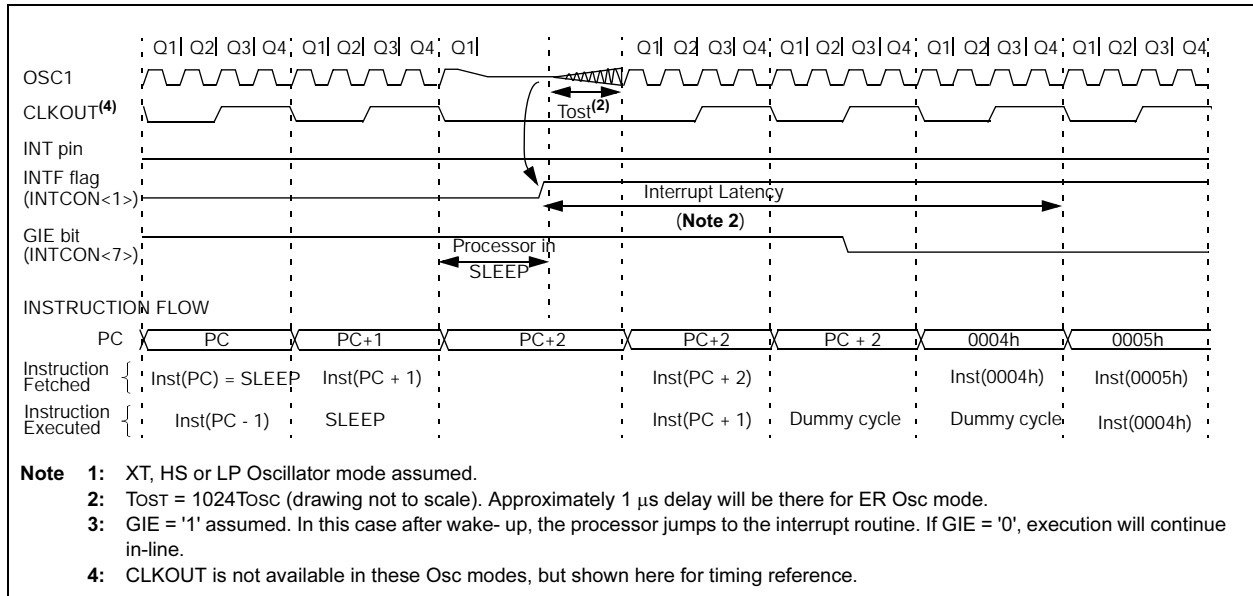 Q1 Q2 Q3 Q4 Q1 Q2 Q3 Q4 Q1 Q1 Q2 Q3 Q4 Q1 Q2 Q3 Q4 Q1 Q2 Q3 Q4 Q1 Q2 Q3 Q4
OSC1
CLKOUT(4)
TOST(2)
INT pin
INTF flag
(INTCON<1>)
Interrupt Latency
(Note 2)
GIE bit
(INTCON<7>)
Processor in
SLEEP
INSTRUCTION FLOW
PC PC PC+1 PC+2 PC+2 PC + 2 0004h 0005h
Instruction
Fetched { Inst(PC) = SLEEP Inst(PC + 1) Inst(PC + 2) Inst(0004h) Inst(0005h)
Instruction
Executed { Inst(PC - 1) SLEEP Inst(PC + 1) Dummy cycle Dummy cycle Inst(0004h)
Note 1: XT, HS or LP Oscillator mode assumed.
2: TOST = 1024TOSC (drawing not to scale). Approximately 1 μs delay will be there for ER Osc mode.
3: GIE = '1' assumed. In this case after wake- up, the processor jumps to the interrupt routine. If GIE = '0', execution will continue
in-line.
4: CLKOUT is not available in these Osc modes, but shown here for timing reference.